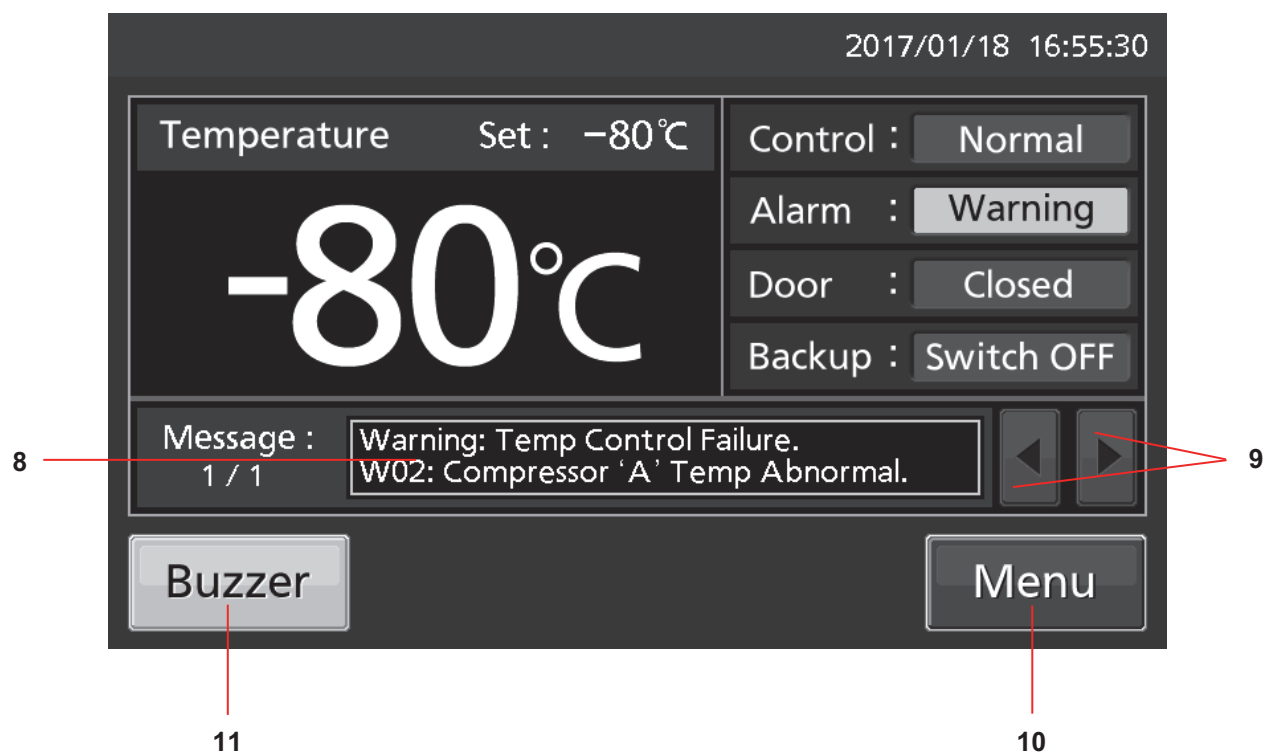 2017/01/18 16:55:30
Temperature Set : −80℃
Control : Normal
-80℃
Alarm : Warning
Door : Closed
Backup : Switch OFF
Message :
1 / 1
Warning: Temp Control Failure.
W02: Compressor ‘A’ Temp Abnormal.
8
9
Buzzer
Menu
11
10